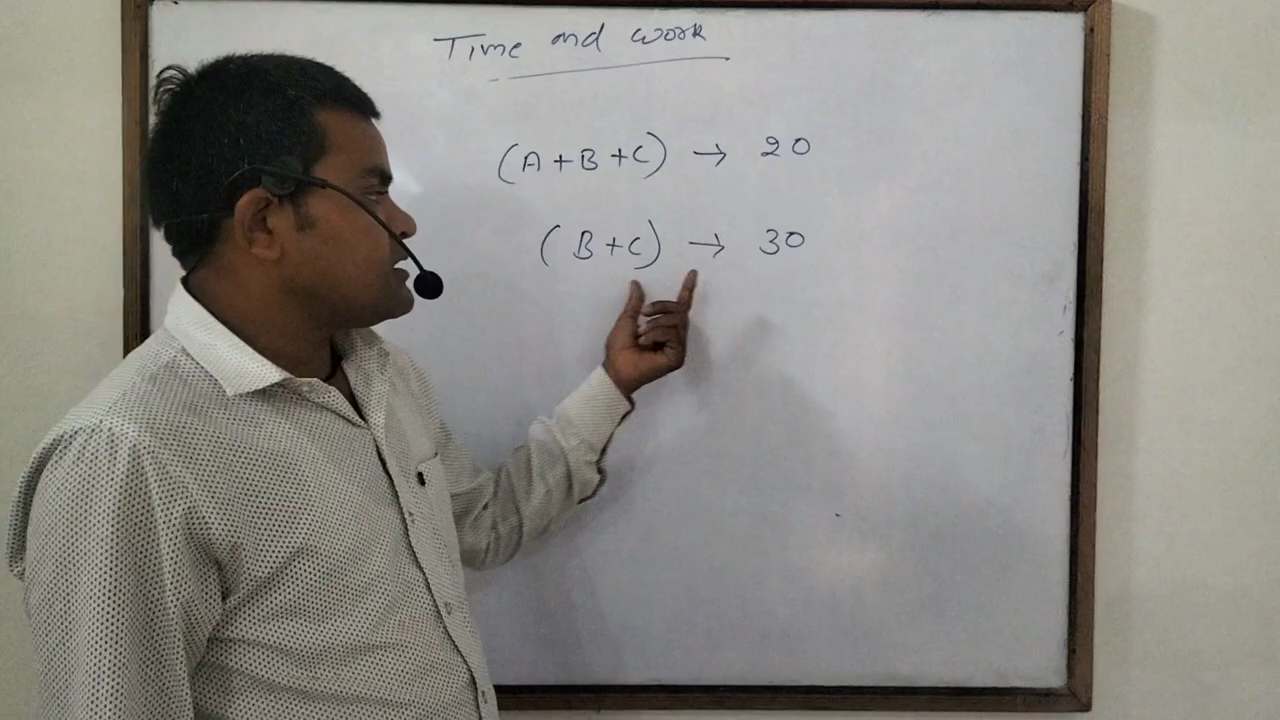 Time and work
(A+B+C) → 20
(B+C) → 30